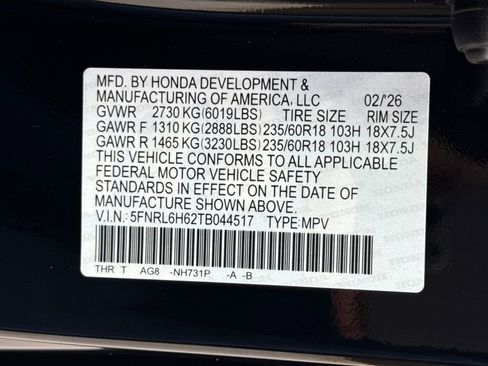 MFD. BY HONDA DEVELOPMENT &
MANUFACTURING OF AMERICA, LLC 02/'26
GVWR 2730 KG(6019LBS) TIRE SIZE RIM SIZE
GAWR F 1310 KG(2888LBS) 235/60R18 103H 18X7.5J
GAWR R 1465 KG(3230LBS) 235/60R18 103H 18X7.5J
THIS VEHICLE CONFORMS TO ALL APPLICABLE
FEDERAL MOTOR VEHICLE SAFETY
STANDARDS IN EFFECT ON THE DATE OF
MANUFACTURE SHOWN ABOVE.
V.I.N.: 5FNRL6H62TB044517 TYPE: MPV
THR T AG8 -NH731P -A -B